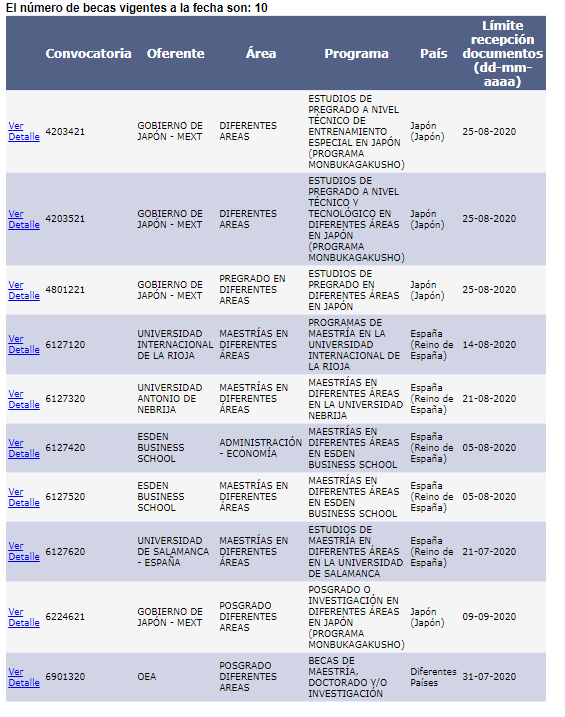 El número de becas vigentes a la fecha son: 10
Convocatoria Oferente Área Programa País Límite recepción documentos (dd-mm-aaaa)
Ver Detalle 4203421 GOBIERNO DE JAPÓN - MEXT DIFERENTES AREAS ESTUDIOS DE PREGRADO A NIVEL TÉCNICO DE ENTRENAMIENTO ESPECIAL EN JAPÓN (PROGRAMA MONBUKAGAKUSHO) Japón (Japón) 25-08-2020
Ver Detalle 4203521 GOBIERNO DE JAPÓN - MEXT DIFERENTES AREAS ESTUDIOS DE PREGRADO A NIVEL TÉCNICO Y TECNOLÓGICO EN DIFERENTES ÁREAS EN JAPÓN (PROGRAMA MONBUKAGAKUSHO) Japón (Japón) 25-08-2020
Ver Detalle 4801221 GOBIERNO DE JAPÓN - MEXT PREGRADO EN DIFERENTES AREAS ESTUDIOS DE PREGRADO EN DIFERENTES ÁREAS EN JAPÓN Japón (Japón) 25-08-2020
Ver Detalle 6127120 UNIVERSIDAD INTERNACIONAL DE LA RIOJA MAESTRÍAS EN DIFERENTES ÁREAS PROGRAMAS DE MAESTRÍA EN LA UNIVERSIDAD INTERNACIONAL DE LA RIOJA España (Reino de España) 14-08-2020
Ver Detalle 6127320 UNIVERSIDAD ANTONIO DE NEBRIJA MAESTRÍAS EN DIFERENTES ÁREAS MAESTRÍAS EN DIFERENTES ÁREAS EN LA UNIVERSIDAD NEBRIJA España (Reino de España) 21-08-2020
Ver Detalle 6127420 ESDEN BUSINESS SCHOOL ADMINISTRACIÓN - ECONOMÍA MAESTRÍAS EN DIFERENTES ÁREAS EN ESDEN BUSINESS SCHOOL España (Reino de España) 05-08-2020
Ver Detalle 6127520 ESDEN BUSINESS SCHOOL MAESTRÍAS EN DIFERENTES ÁREAS MAESTRÍAS EN DIFERENTES ÁREAS EN ESDEN BUSINESS SCHOOL España (Reino de España) 05-08-2020
Ver Detalle 6127620 UNIVERSIDAD DE SALAMANCA - ESPAÑA MAESTRÍAS EN DIFERENTES ÁREAS ESTUDIOS DE MAESTRÍA EN DIFERENTES ÁREAS EN LA UNIVERSIDAD DE SALAMANCA España (Reino de España) 21-07-2020
Ver Detalle 6224621 GOBIERNO DE JAPÓN - MEXT POSGRADO DIFERENTES AREAS POSGRADO O INVESTIGACIÓN EN DIFERENTES ÁREAS EN JAPÓN (PROGRAMA MONBUKAGAKUSHO) Japón (Japón) 09-09-2020
Ver Detalle 6901320 OEA POSGRADO DIFERENTES AREAS BECAS DE MAESTRÍA, DOCTORADO Y/O INVESTIGACIÓN Diferentes Países 31-07-2020